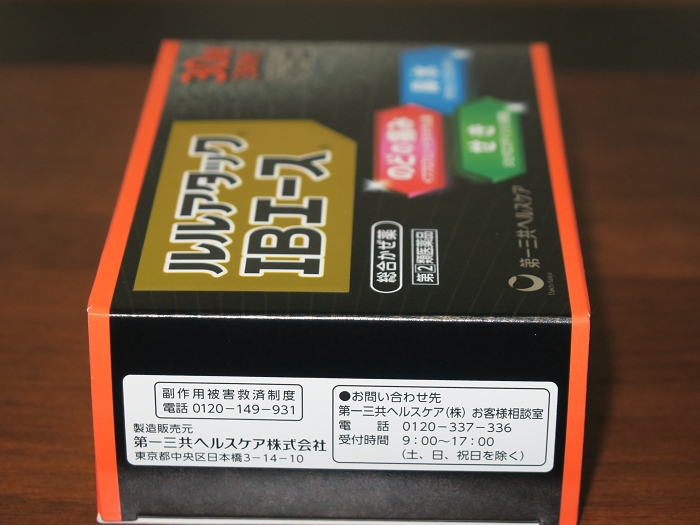 30錠
ルルアタック
IBエース
鼻水
のどの痛み
せき
総合かぜ薬
第②類医薬品
第一三共ヘルスケア
副作用被害救済制度
電話 0120-149-931
製造販売元
第一三共ヘルスケア株式会社
東京都中央区日本橋3-14-10
●お問い合わせ先
第一三共ヘルスケア(株) お客様相談室
電　話　0120-337-336
受付時間　9：00～17：00
(土、日、祝日を除く)